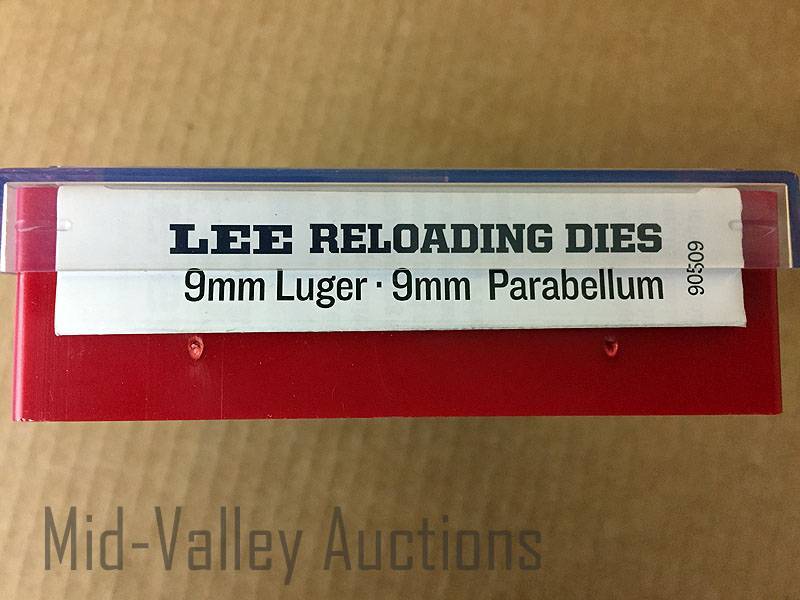 LEE RELOADING DIES
9mm Luger · 9mm Parabellum
90509
Mid-Valley Auctions